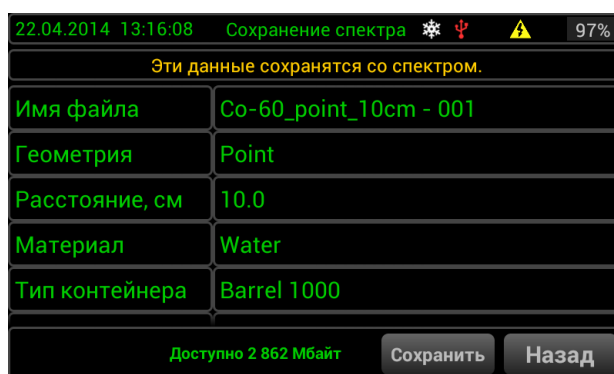 22.04.2014 13:16:08 Сохранение спектра 97%
Эти данные сохранятся со спектром.
Имя файла Co-60_point_10cm - 001
Геометрия Point
Расстояние, см 10.0
Материал Water
Тип контейнера Barrel 1000
Доступно 2 862 Мбайт Сохранить Назад